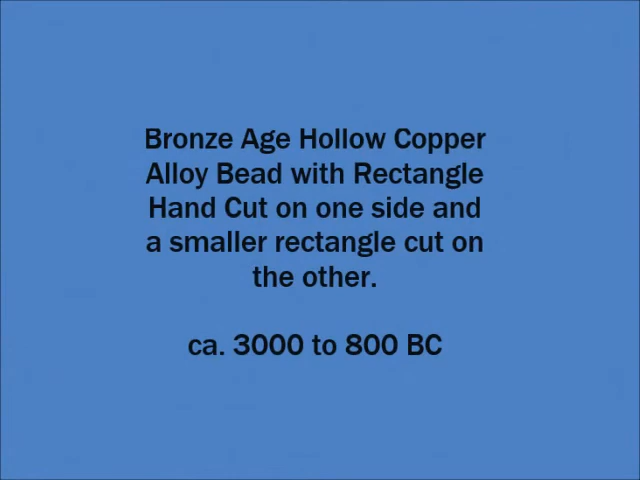 Bronze Age Hollow Copper
Alloy Bead with Rectangle
Hand Cut on one side and
a smaller rectangle cut on
the other.
ca. 3000 to 800 BC